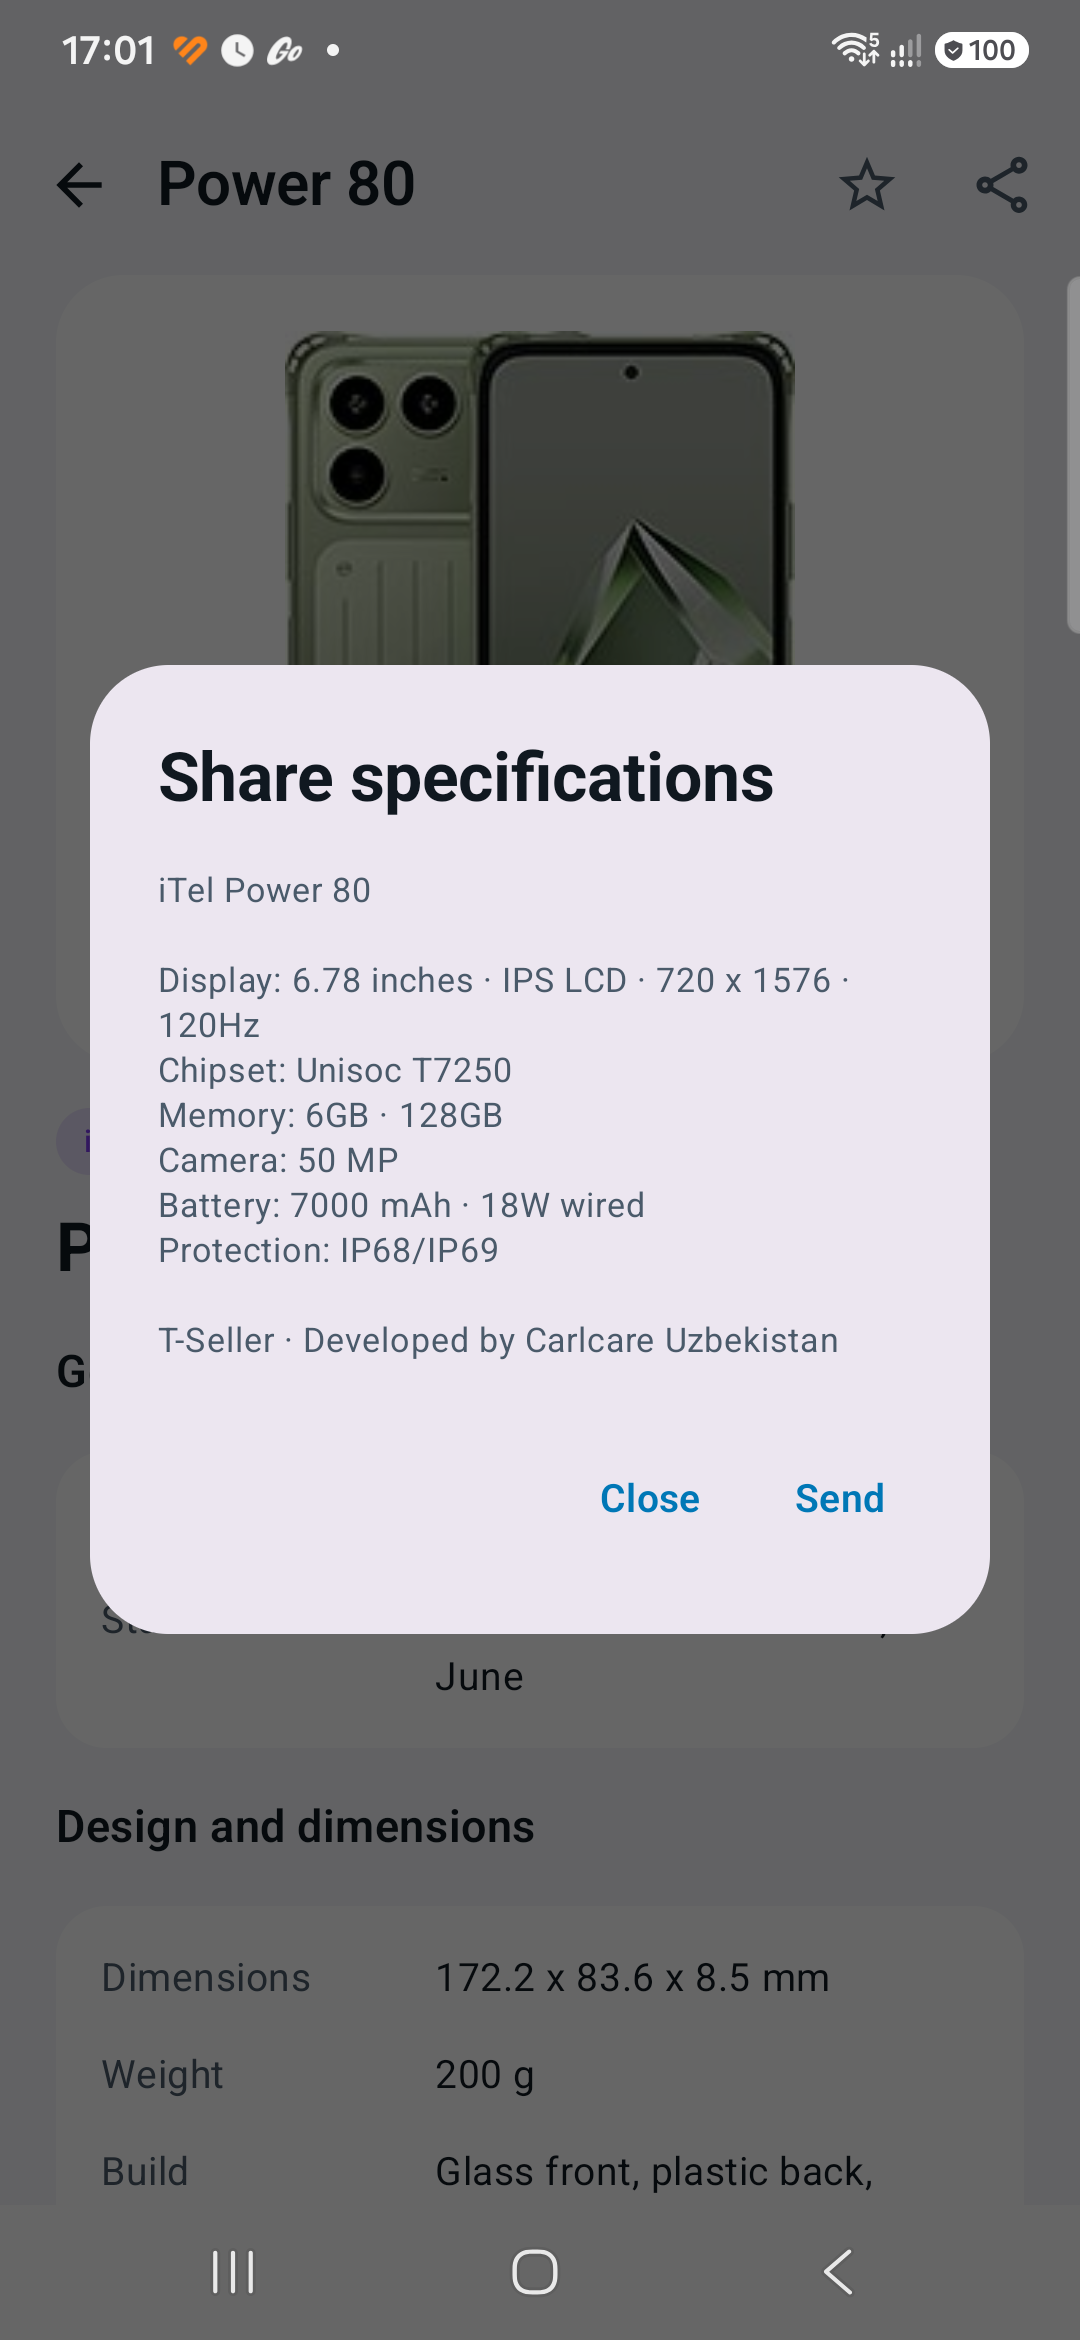 17:01 Go 5 100
Power 80
Share specifications
iTel Power 80
Display: 6.78 inches · IPS LCD · 720 x 1576 ·
120Hz
Chipset: Unisoc T7250
Memory: 6GB · 128GB
Camera: 50 MP
Battery: 7000 mAh · 18W wired
Protection: IP68/IP69
T-Seller · Developed by Carlcare Uzbekistan
Close Send
June
Design and dimensions
Dimensions 172.2 x 83.6 x 8.5 mm
Weight 200 g
Build Glass front, plastic back,